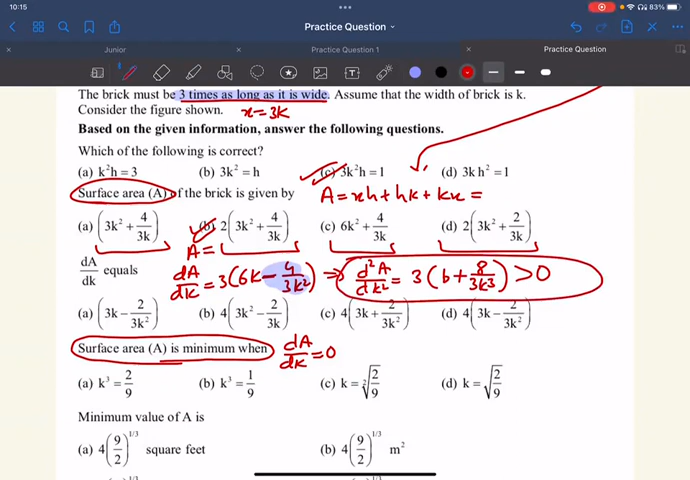 10:15
83%
Practice Question
Junior
Practice Question 1
Practice Question
The brick must be 3 times as long as it is wide. Assume that the width of brick is k.
Consider the figure shown. x = 3k
Based on the given information, answer the following questions.
Which of the following is correct?
(a) k²h = 3 (b) 3k² = h (c) 3k²h = 1 (d) 3k h² = 1
Surface area (A) of the brick is given by A = xh + hk + kx =
(a) (3k² + 4/3k) (b) 2(3k² + 4/3k) (c) 6k² + 4/3k (d) 2(3k² + 2/3k)
A =
dA/dk equals dA/dk = 3(6k − 4/3k²) ⇒ d²A/dk² = 3(6 + 8/3k³) > 0
(a) (3k − 2/3k²) (b) 4(3k² − 2/3k) (c) 4(3k + 2/3k²) (d) 4(3k − 2/3k²)
Surface area (A) is minimum when dA/dk = 0
(a) k³ = 2/9 (b) k³ = 1/9 (c) k = ³√(2/9) (d) k = √(2/9)
Minimum value of A is
(a) 4(9/2)^1/3 square feet (b) 4(9/2)^1/3 m²